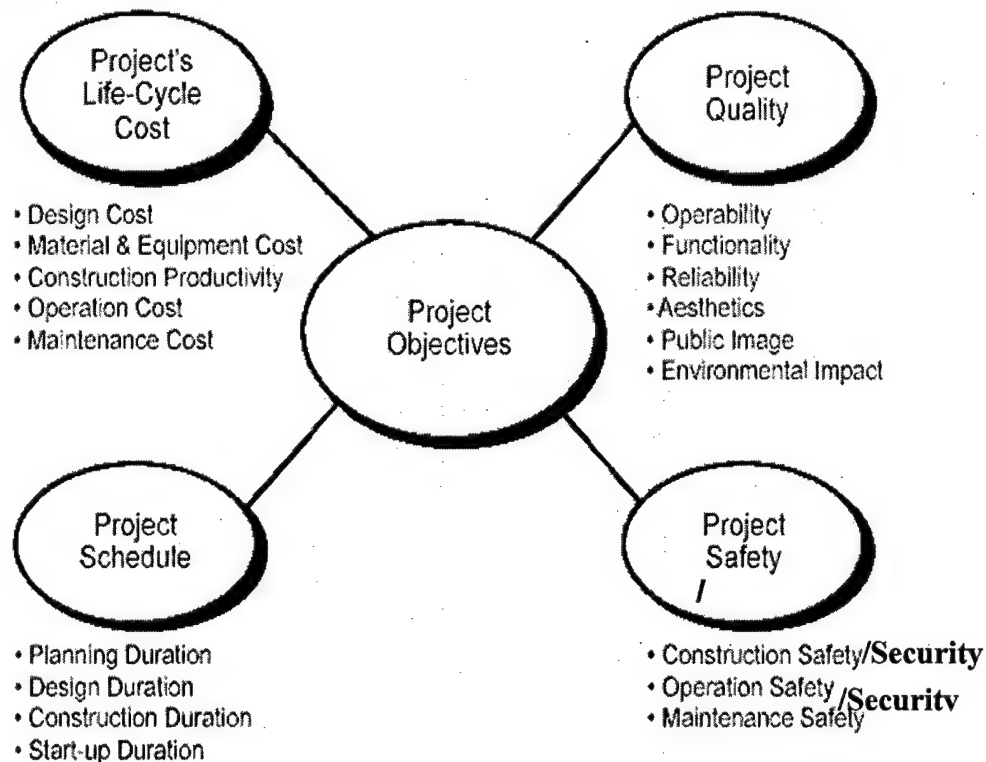 Project's
Life-Cycle
Cost
• Design Cost
• Material & Equipment Cost
• Construction Productivity
• Operation Cost
• Maintenance Cost
Project
Quality
• Operability
• Functionality
• Reliability
•Aesthetics
• Public Image
• Environmental Impact
Project
Objectives
Project
Schedule
• Planning Duration
• Design Duration
• Construction Duration
• Start-up Duration
Project
Safety
/
• Construction Safety/Security
• Operation Safety/Security
• Maintenance Safety